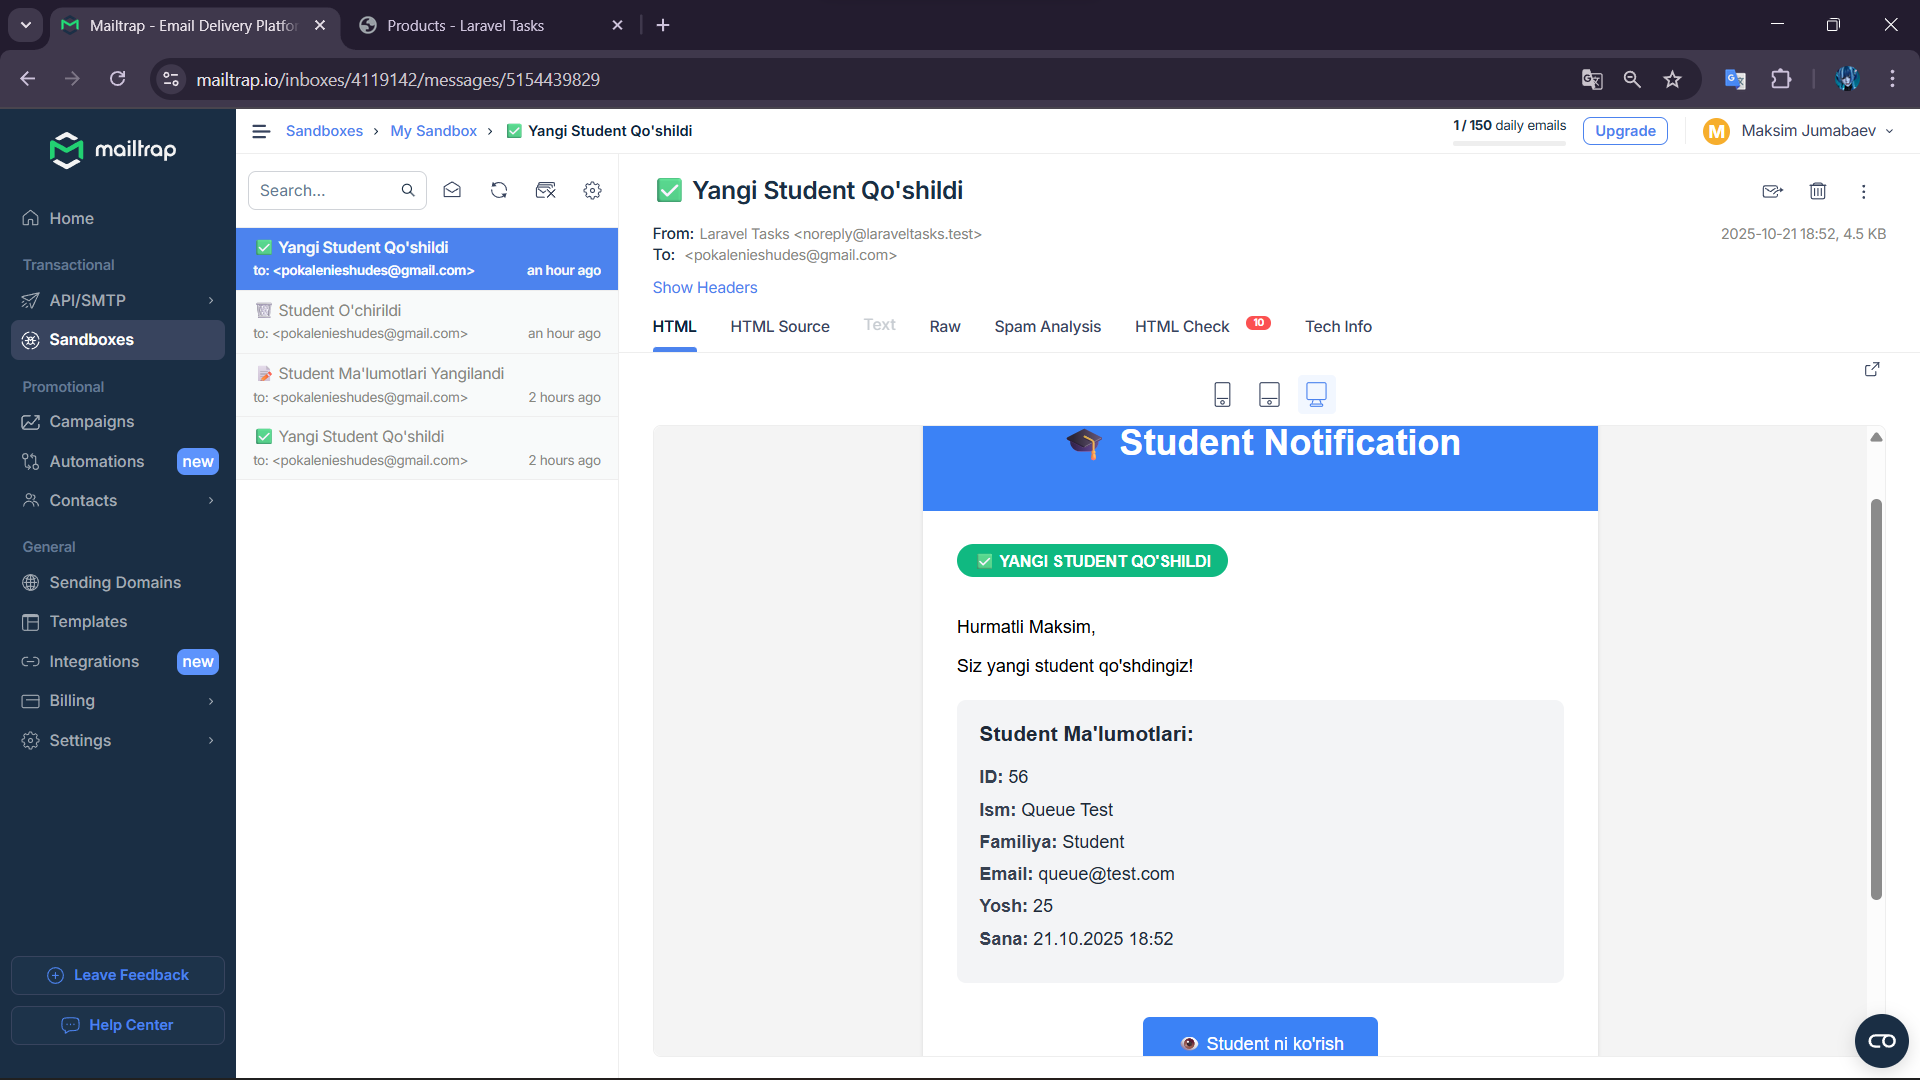 Mailtrap - Email Delivery Platfor
Products - Laravel Tasks
mailtrap.io/inboxes/4119142/messages/5154439829
mailtrap
Home
Transactional
API/SMTP
Sandboxes
Promotional
Campaigns
Automations new
Contacts
General
Sending Domains
Templates
Integrations new
Billing
Settings
Leave Feedback
Help Center
Sandboxes › My Sandbox › ✅ Yangi Student Qo'shildi
1 / 150 daily emails
Upgrade
M Maksim Jumabaev
Search...
✅ Yangi Student Qo'shildi
to: <pokalenieshudes@gmail.com> an hour ago
🗑️ Student O'chirildi
to: <pokalenieshudes@gmail.com> an hour ago
📝 Student Ma'lumotlari Yangilandi
to: <pokalenieshudes@gmail.com> 2 hours ago
✅ Yangi Student Qo'shildi
to: <pokalenieshudes@gmail.com> 2 hours ago
✅ Yangi Student Qo'shildi
From: Laravel Tasks <noreply@laraveltasks.test>
2025-10-21 18:52, 4.5 KB
To: <pokalenieshudes@gmail.com>
Show Headers
HTML HTML Source Text Raw Spam Analysis HTML Check 10 Tech Info
🎓 Student Notification
✅ YANGI STUDENT QO'SHILDI
Hurmatli Maksim,
Siz yangi student qo'shdingiz!
Student Ma'lumotlari:
ID: 56
Ism: Queue Test
Familiya: Student
Email: queue@test.com
Yosh: 25
Sana: 21.10.2025 18:52
👁️ Student ni ko'rish